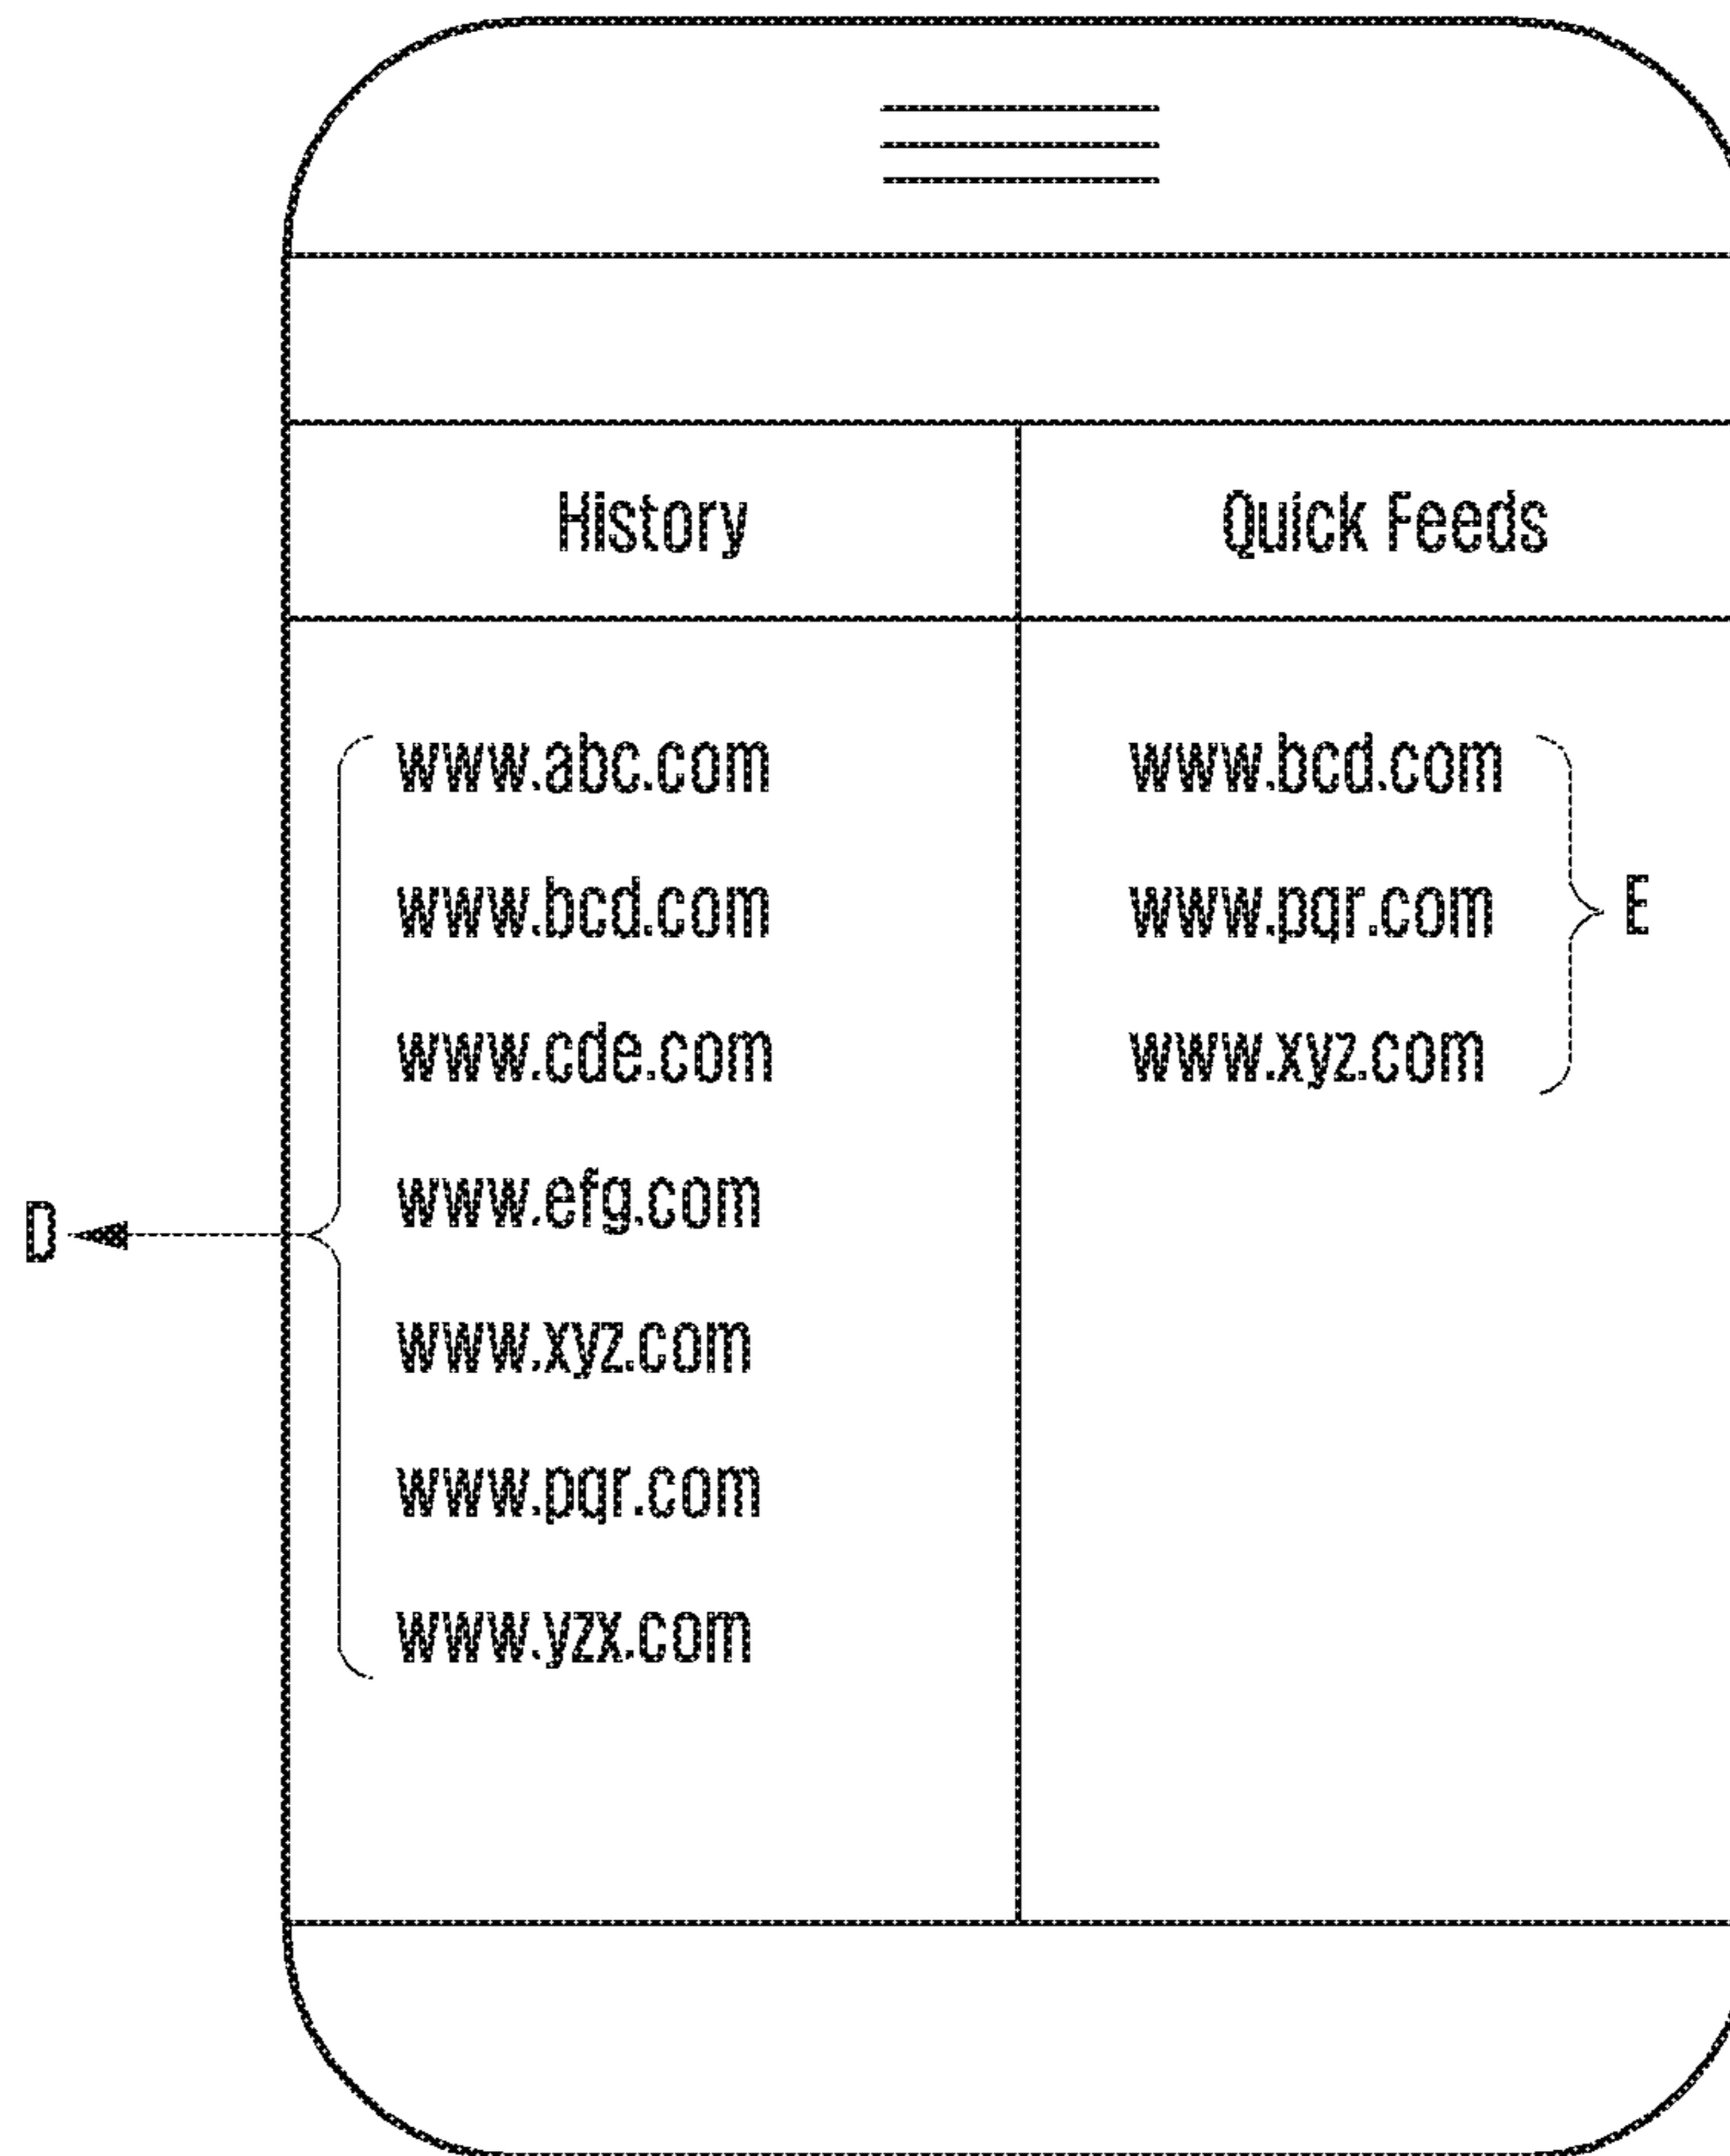 History
Quick Feeds
www.abc.com
www.bcd.com
www.cde.com
www.efg.com
www.xyz.com
www.pqr.com
www.yzx.com
D
www.bcd.com
www.pqr.com
www.xyz.com
E